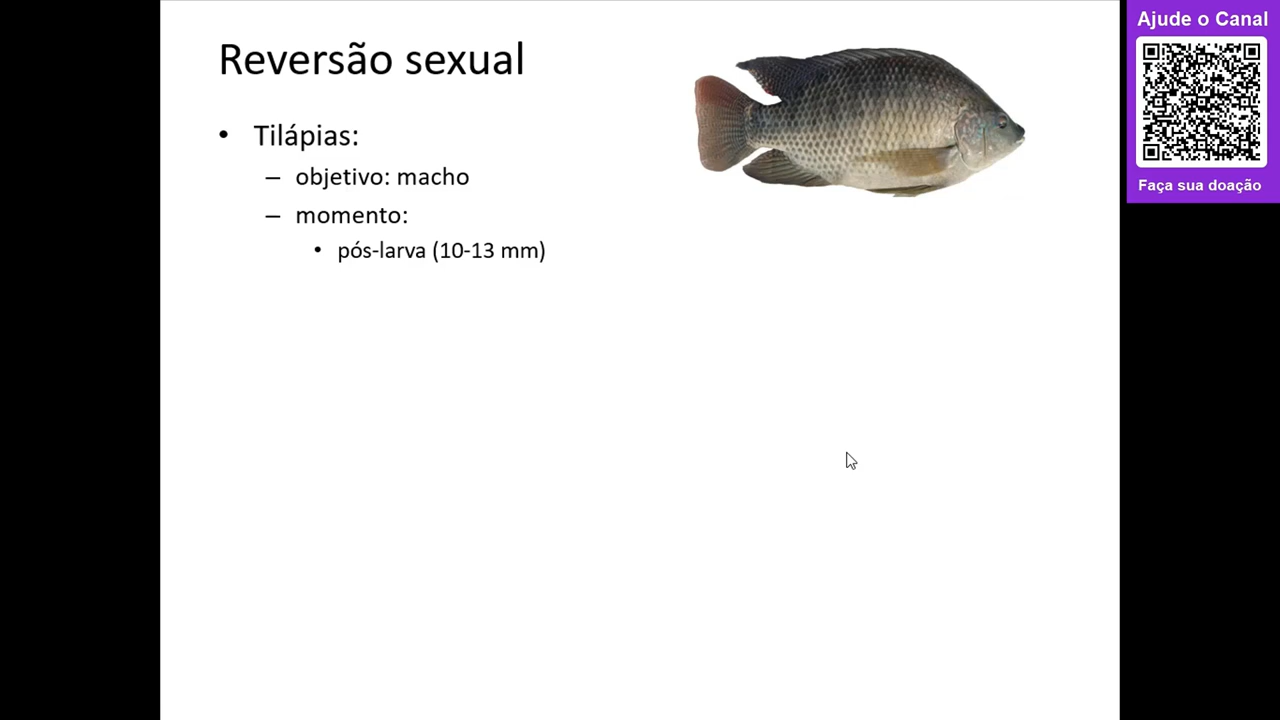 Reversão sexual
• Tilápias:
– objetivo: macho
– momento:
• pós-larva (10-13 mm)
Ajude o Canal
Faça sua doação